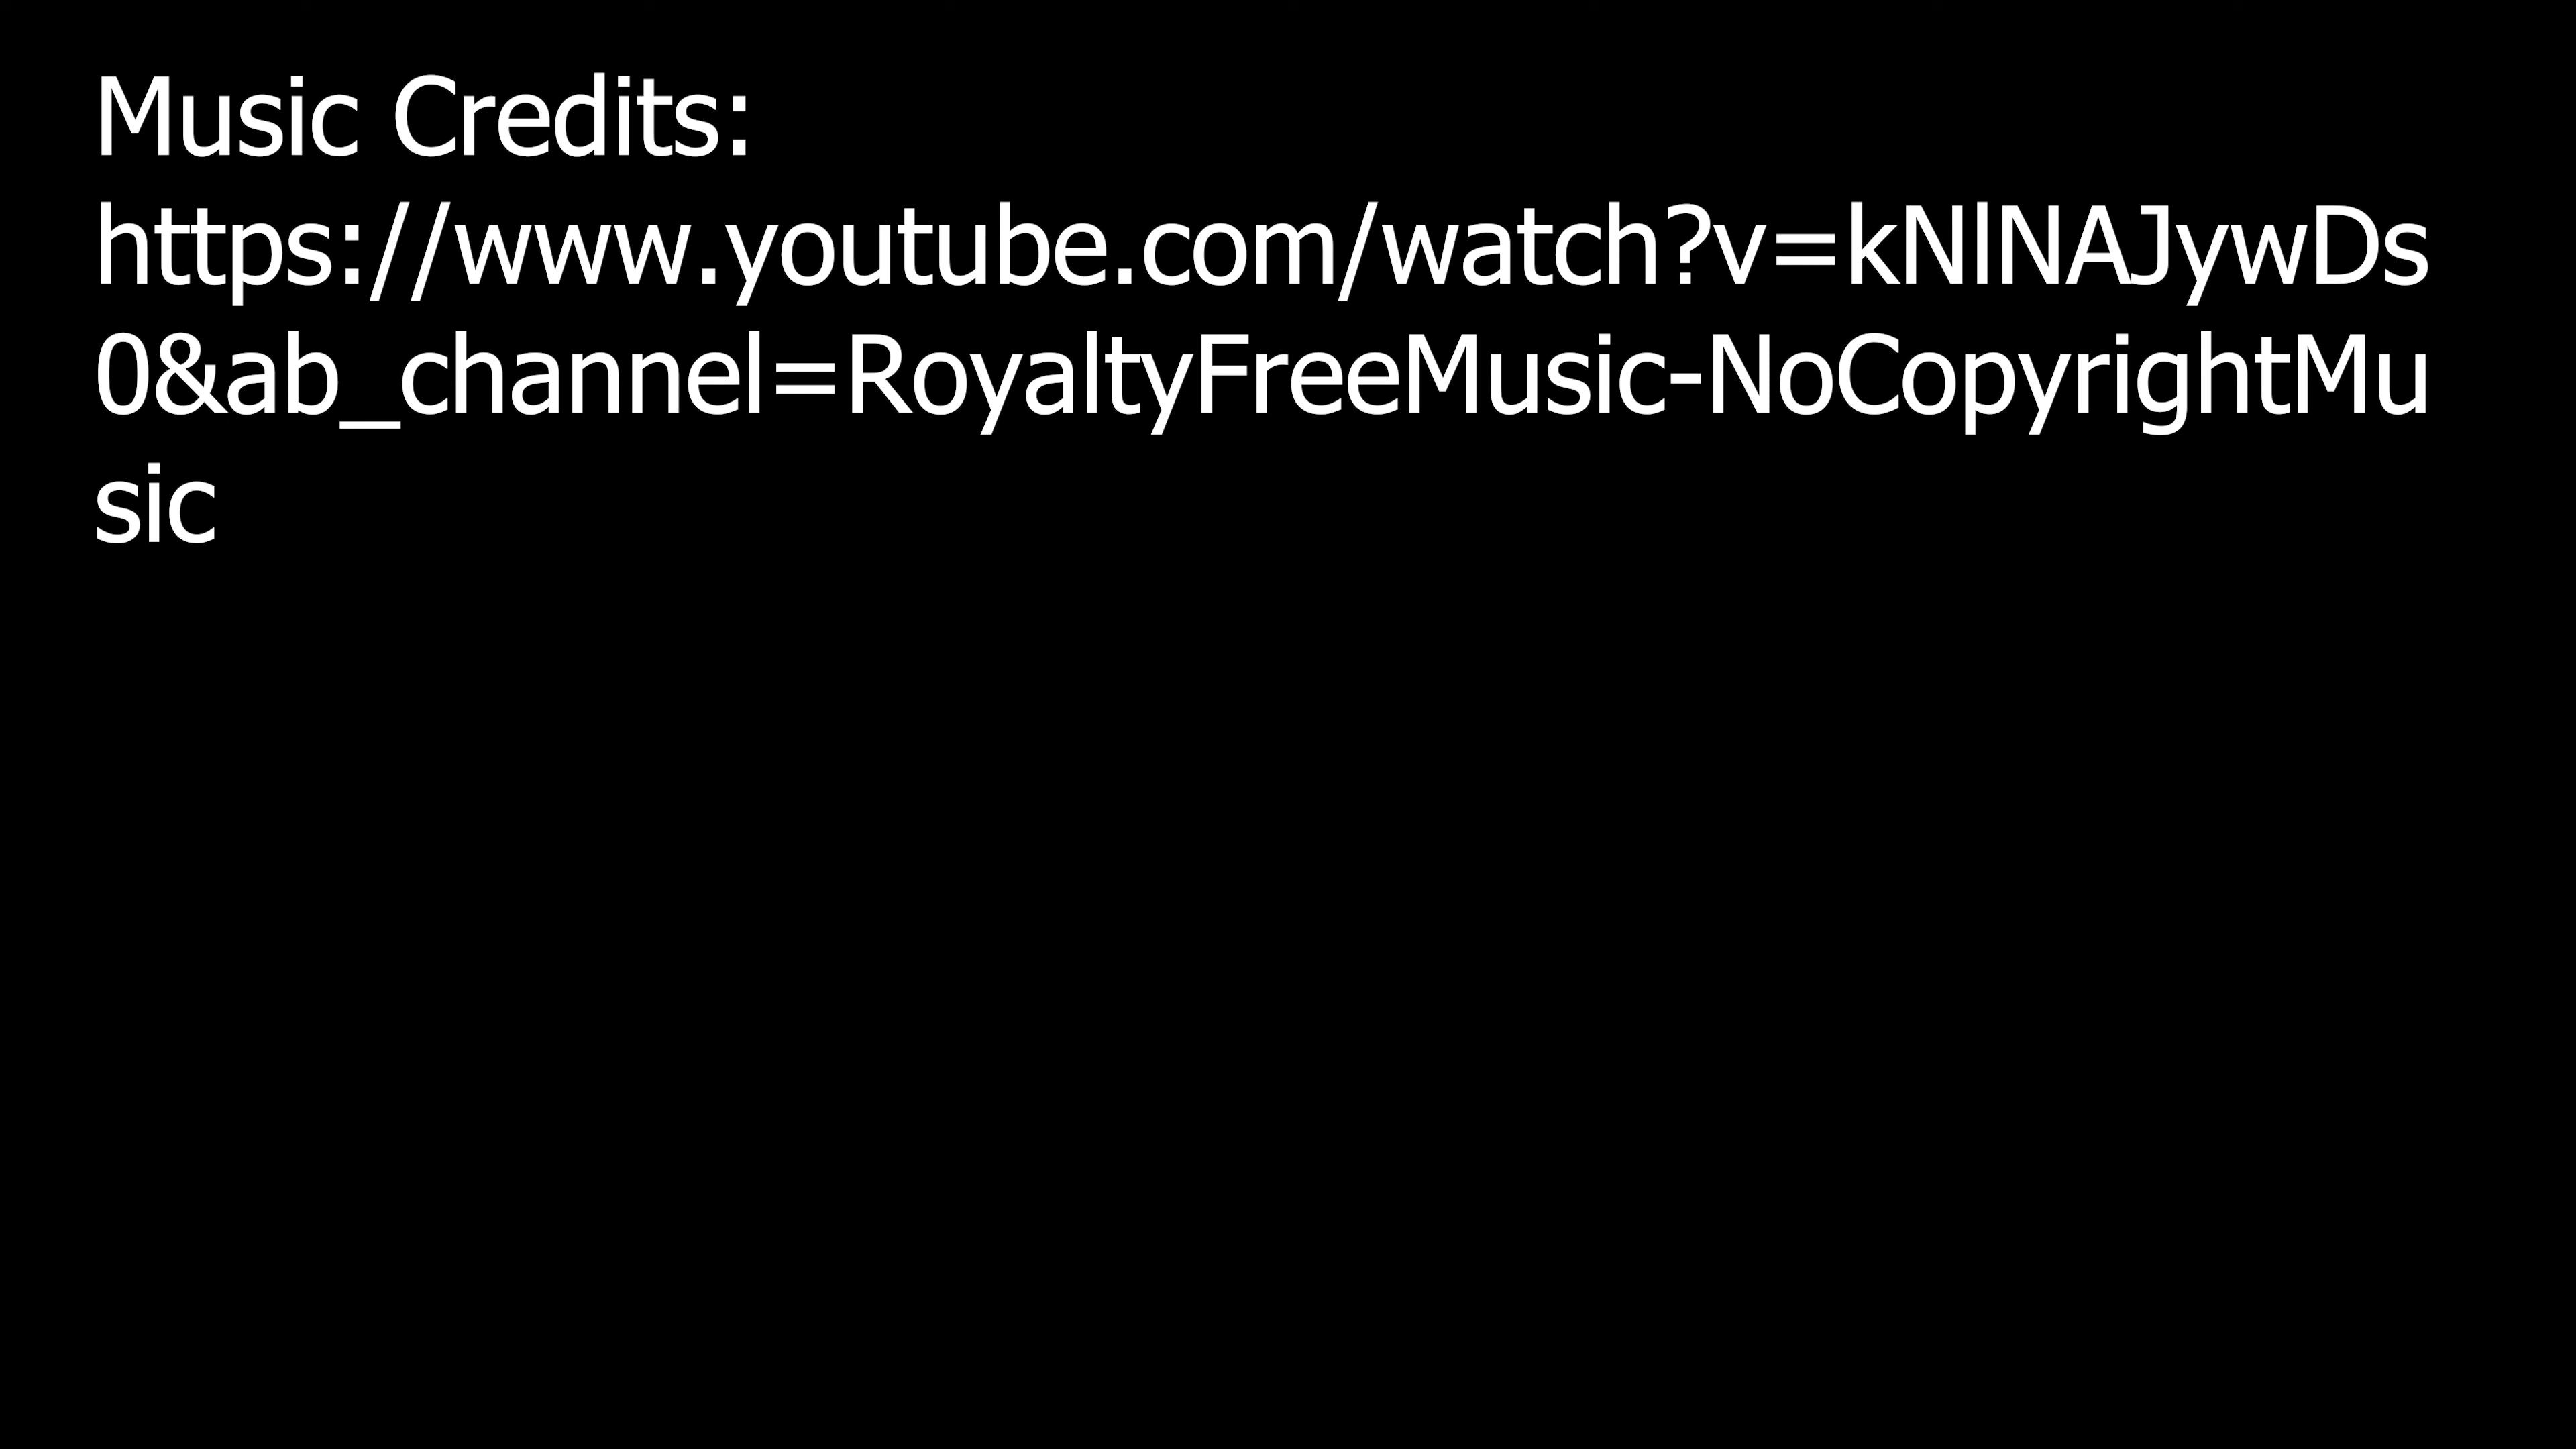 Music Credits:
https://www.youtube.com/watch?v=kNlNAJywDs
0&ab_channel=RoyaltyFreeMusic-NoCopyrightMu
sic